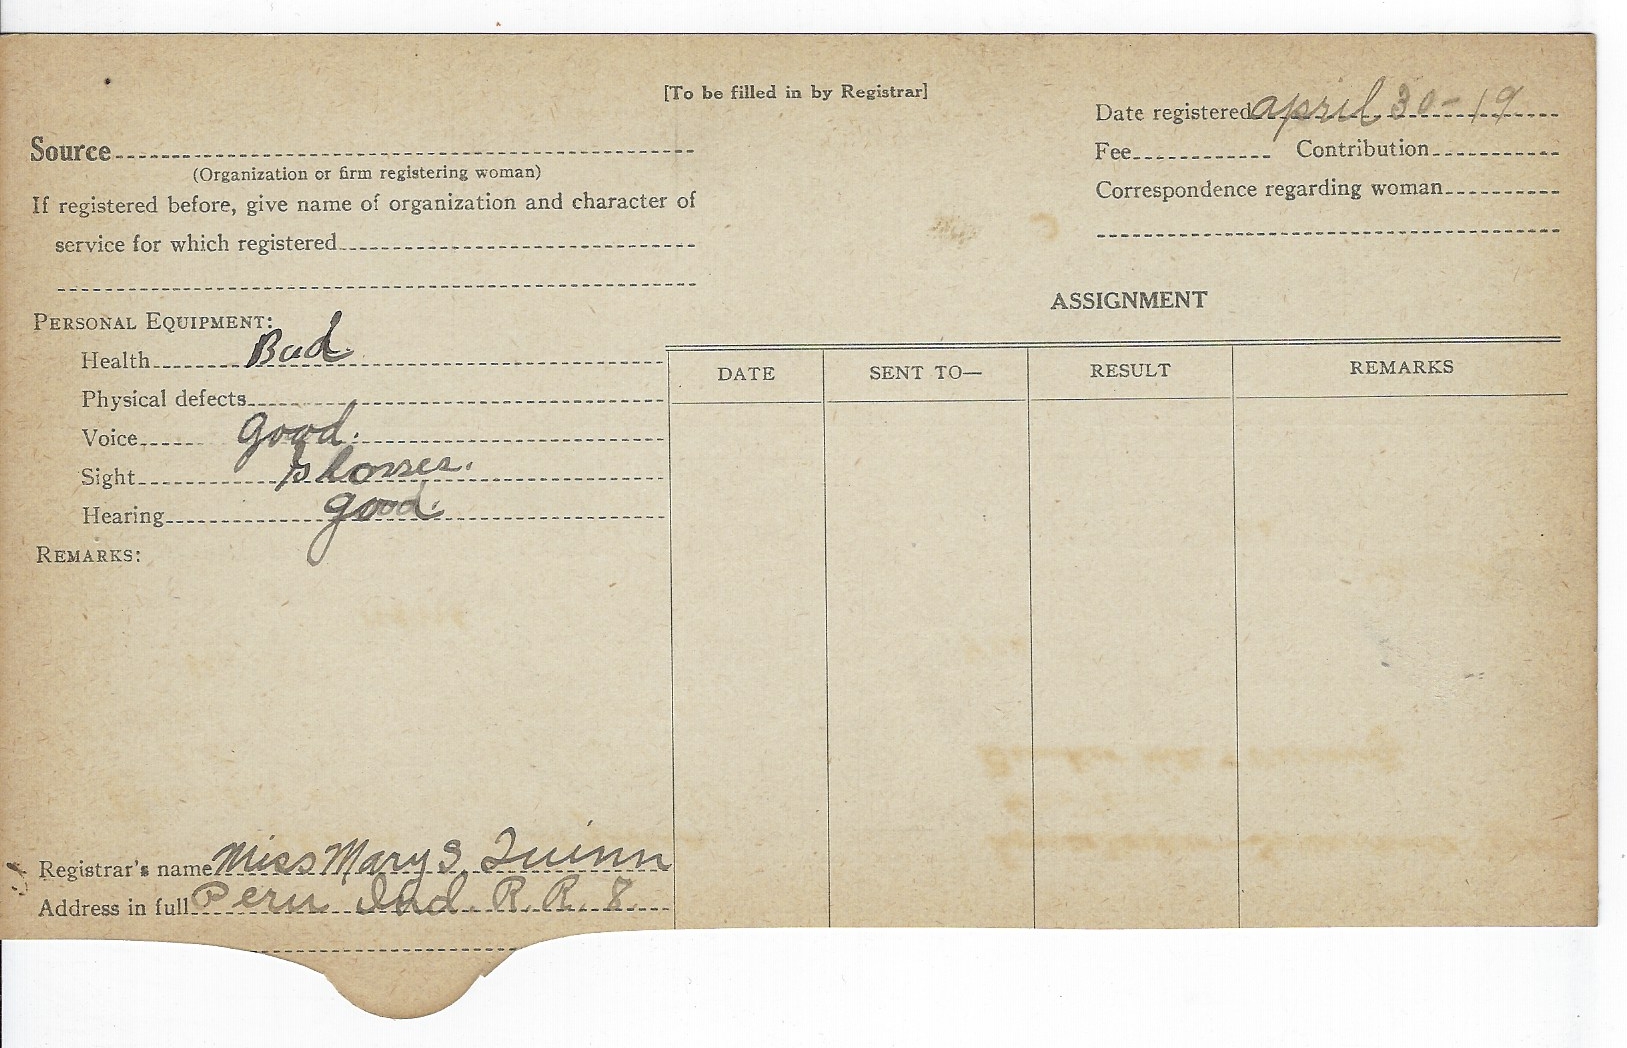 [To be filled in by Registrar]
Date registered april 30-19
Source
(Organization or firm registering woman)
Fee Contribution
If registered before, give name of organization and character of
service for which registered
Correspondence regarding woman
ASSIGNMENT
PERSONAL EQUIPMENT:
Health Bad.
Physical defects
Voice good.
Sight glosses.
Hearing good.
REMARKS:
DATE SENT TO— RESULT REMARKS
Registrar's name Miss Mary S. Quinn
Address in full Peru Ind. R. R. 8.